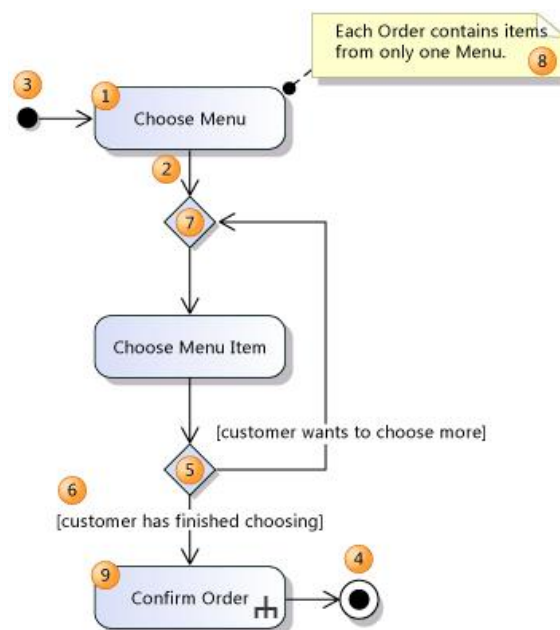 Each Order contains items
from only one Menu.
8
3
1
Choose Menu
2
7
Choose Menu Item
[customer wants to choose more]
5
6
[customer has finished choosing]
4
9
Confirm Order